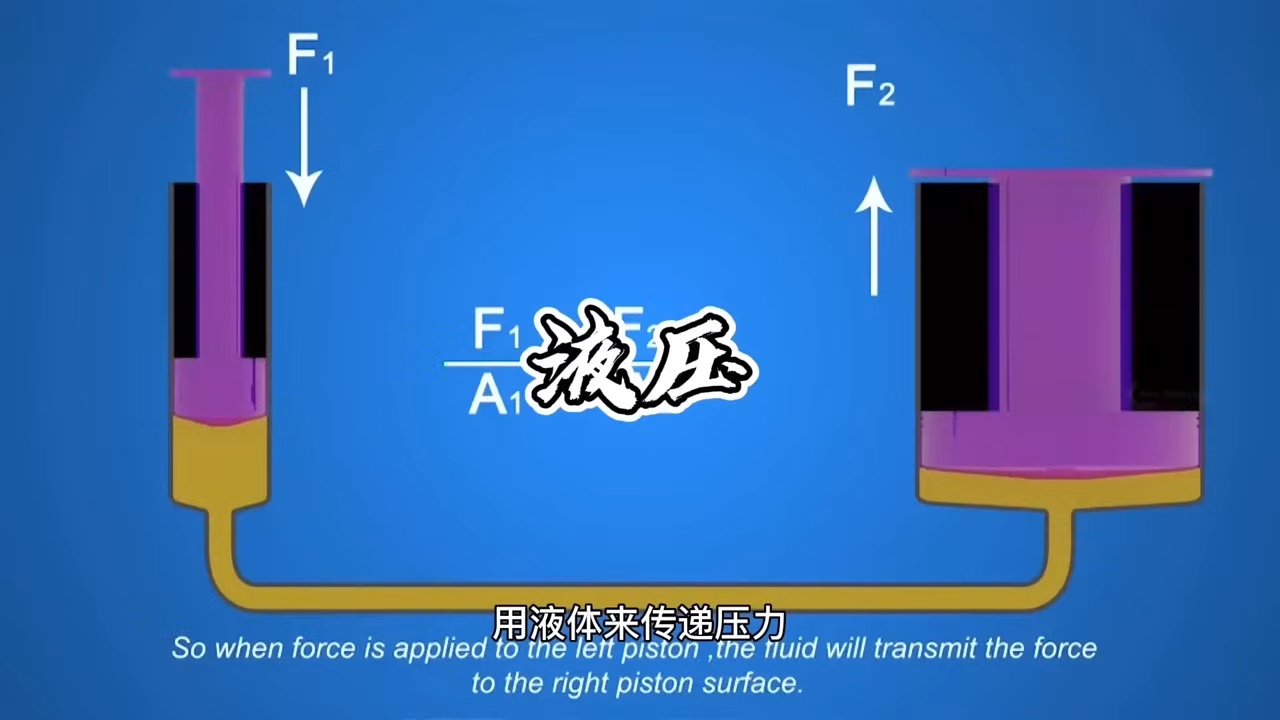 F1
F2
F1 F2
液压
A1
用液体来传递压力
So when force is applied to the left piston ,the fluid will transmit the force
to the right piston surface.